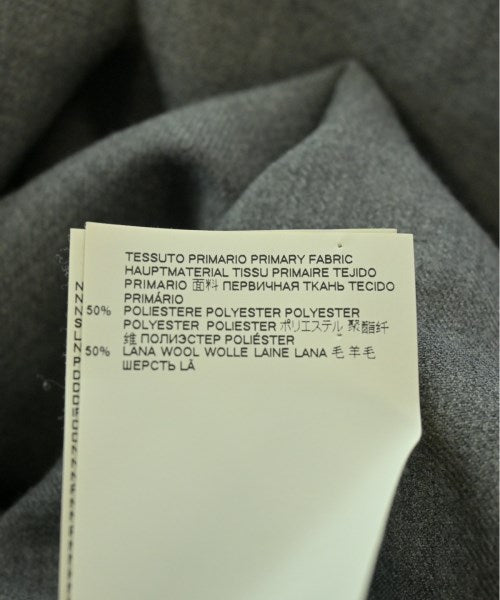 TESSUTO PRIMARIO PRIMARY FABRIC
HAUPTMATERIAL TISSU PRIMAIRE TEJIDO
PRIMARIO 面料 ПЕРВИЧНАЯ ТКАНЬ TECIDO
PRIMÁRIO
50% POLIESTERE POLYESTER POLYESTER
POLYESTER POLIESTER ポリエステル 聚酯纤
维 ПОЛИЭСТЕР POLIÉSTER
50% LANA WOOL WOLLE LAINE LANA 毛 羊毛
ШЕРСТЬ LÃ